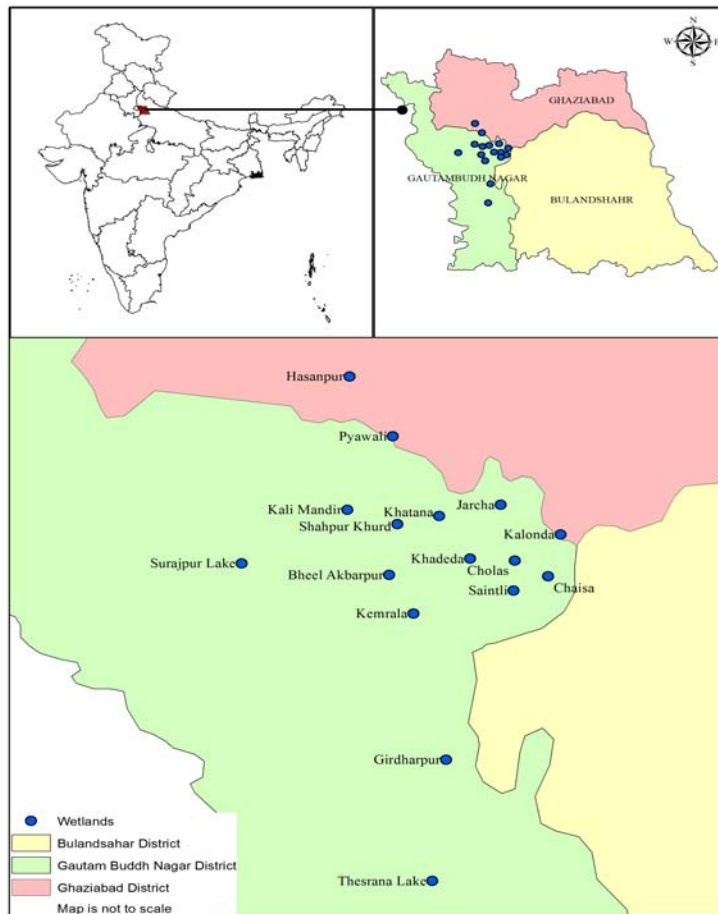 N
W
E
S
GHAZIABAD
GAUTAMBUDH NAGAR
BULANDSHAHR
Hasanpur
Pyawali
Kali Mandir
Khatana
Jarcha
Shahpur Khurd
Kalonda
Surajpur Lake
Khadeda
Cholas
Bheel Akbarpur
Chaisa
Saintli
Kemrala
Girdharpur
Thesrana Lake
Wetlands
Bulandsahar District
Gautam Buddh Nagar District
Ghaziabad District
Map is not to scale